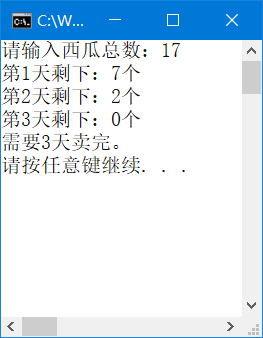 C:\W...
请输入西瓜总数：17
第1天剩下：7个
第2天剩下：2个
第3天剩下：0个
需要3天卖完。
请按任意键继续. . .